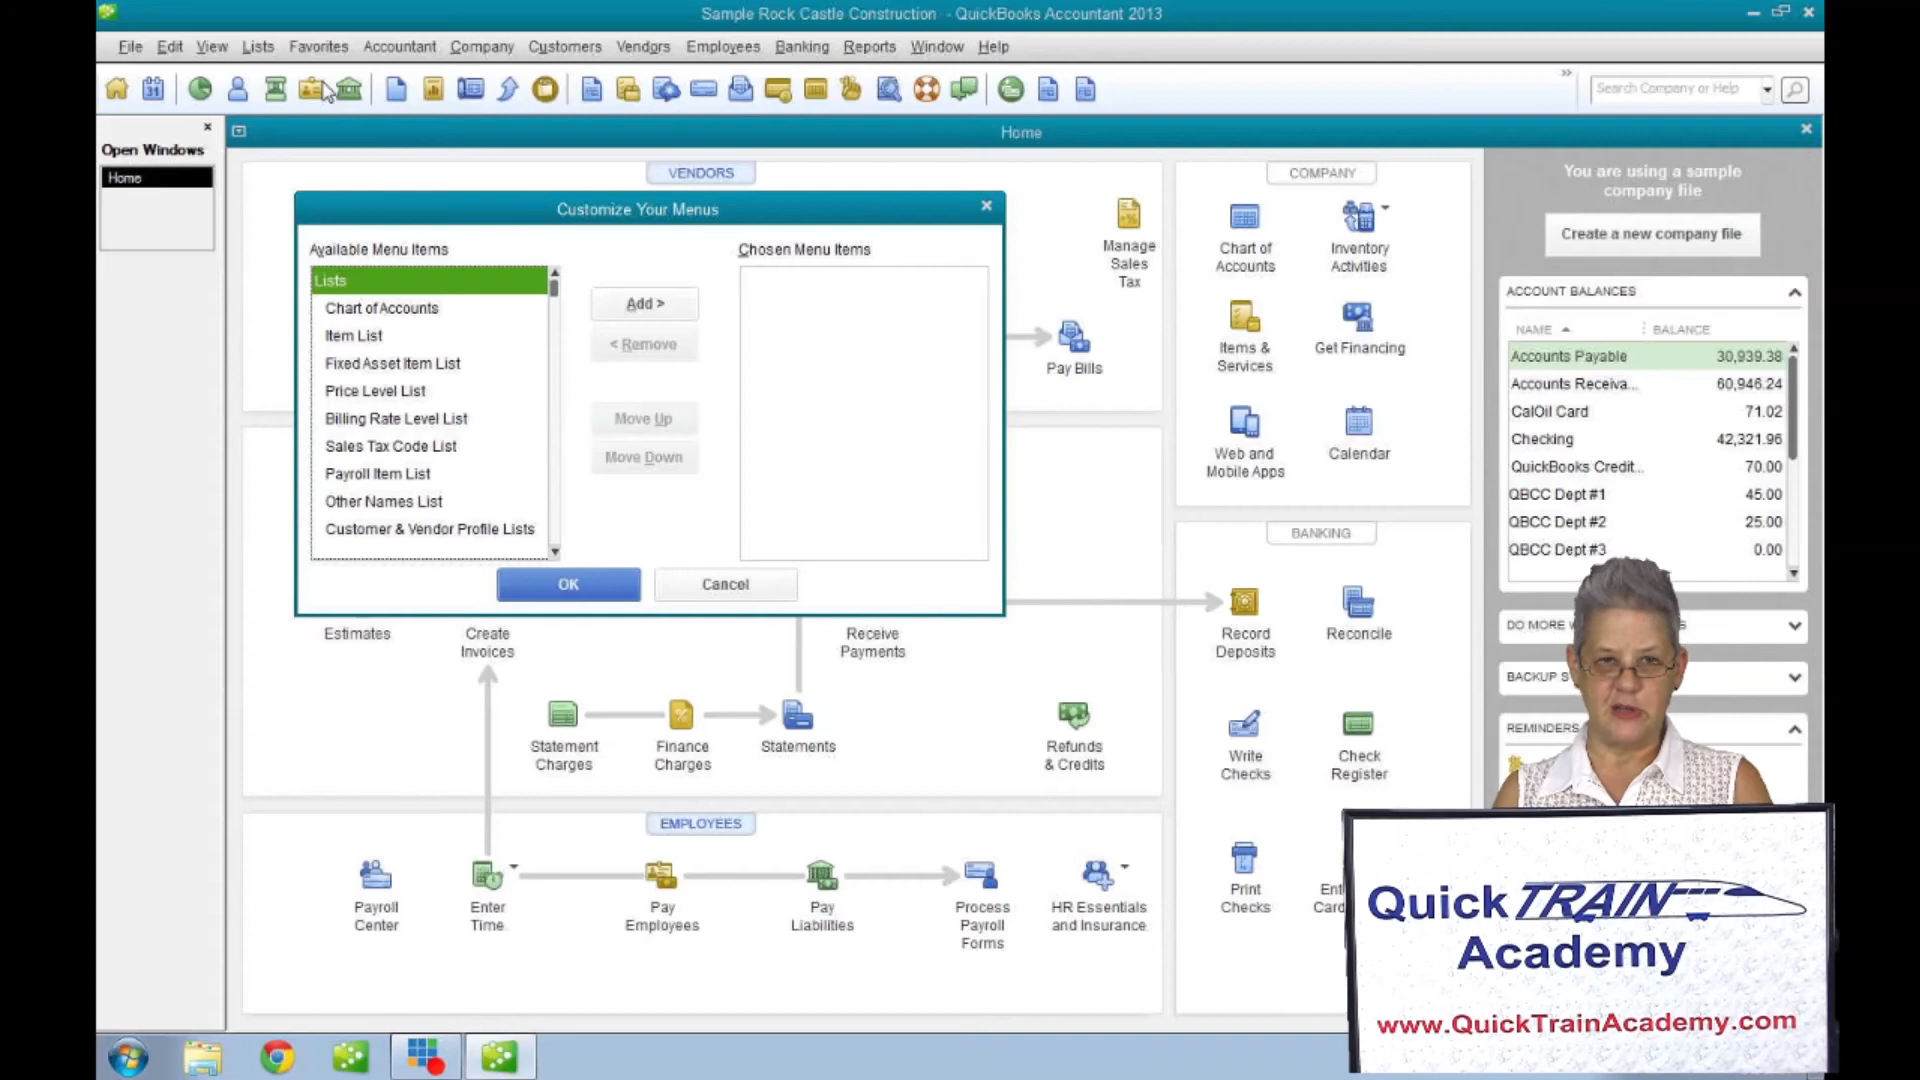 Sample Rock Castle Construction - QuickBooks Accountant 2013
File Edit View Lists Favorites Accountant Company Customers Vendors Employees Banking Reports Window Help
31
Search Company or Help
Open Windows
Home
Home
VENDORS
Manage
Sales
Tax
Pay Bills
Customize Your Menus
Available Menu Items
Lists
Chart of Accounts
Item List
Fixed Asset Item List
Price Level List
Billing Rate Level List
Sales Tax Code List
Payroll Item List
Other Names List
Customer & Vendor Profile Lists
Add >
< Remove
Move Up
Move Down
Chosen Menu Items
OK
Cancel
Estimates
Create
Invoices
Receive
Payments
Statement
Charges
Finance
Charges
Statements
Refunds
& Credits
EMPLOYEES
Payroll
Center
Enter
Time
Pay
Employees
Pay
Liabilities
Process
Payroll
Forms
HR Essentials
and Insurance
COMPANY
Chart of
Accounts
Inventory
Activities
Items &
Services
Get Financing
Web and
Mobile Apps
Calendar
BANKING
Record
Deposits
Reconcile
Write
Checks
Check
Register
Print
Checks
You are using a sample
company file
Create a new company file
ACCOUNT BALANCES
NAME BALANCE
Accounts Payable 30,939.38
Accounts Receiva... 60,946.24
CalOil Card 71.02
Checking 42,321.96
QuickBooks Credit... 70.00
QBCC Dept #1 45.00
QBCC Dept #2 25.00
QBCC Dept #3 0.00
DO MORE
BACKUP
REMINDERS
Quick TRAIN
Academy
www.QuickTrainAcademy.com